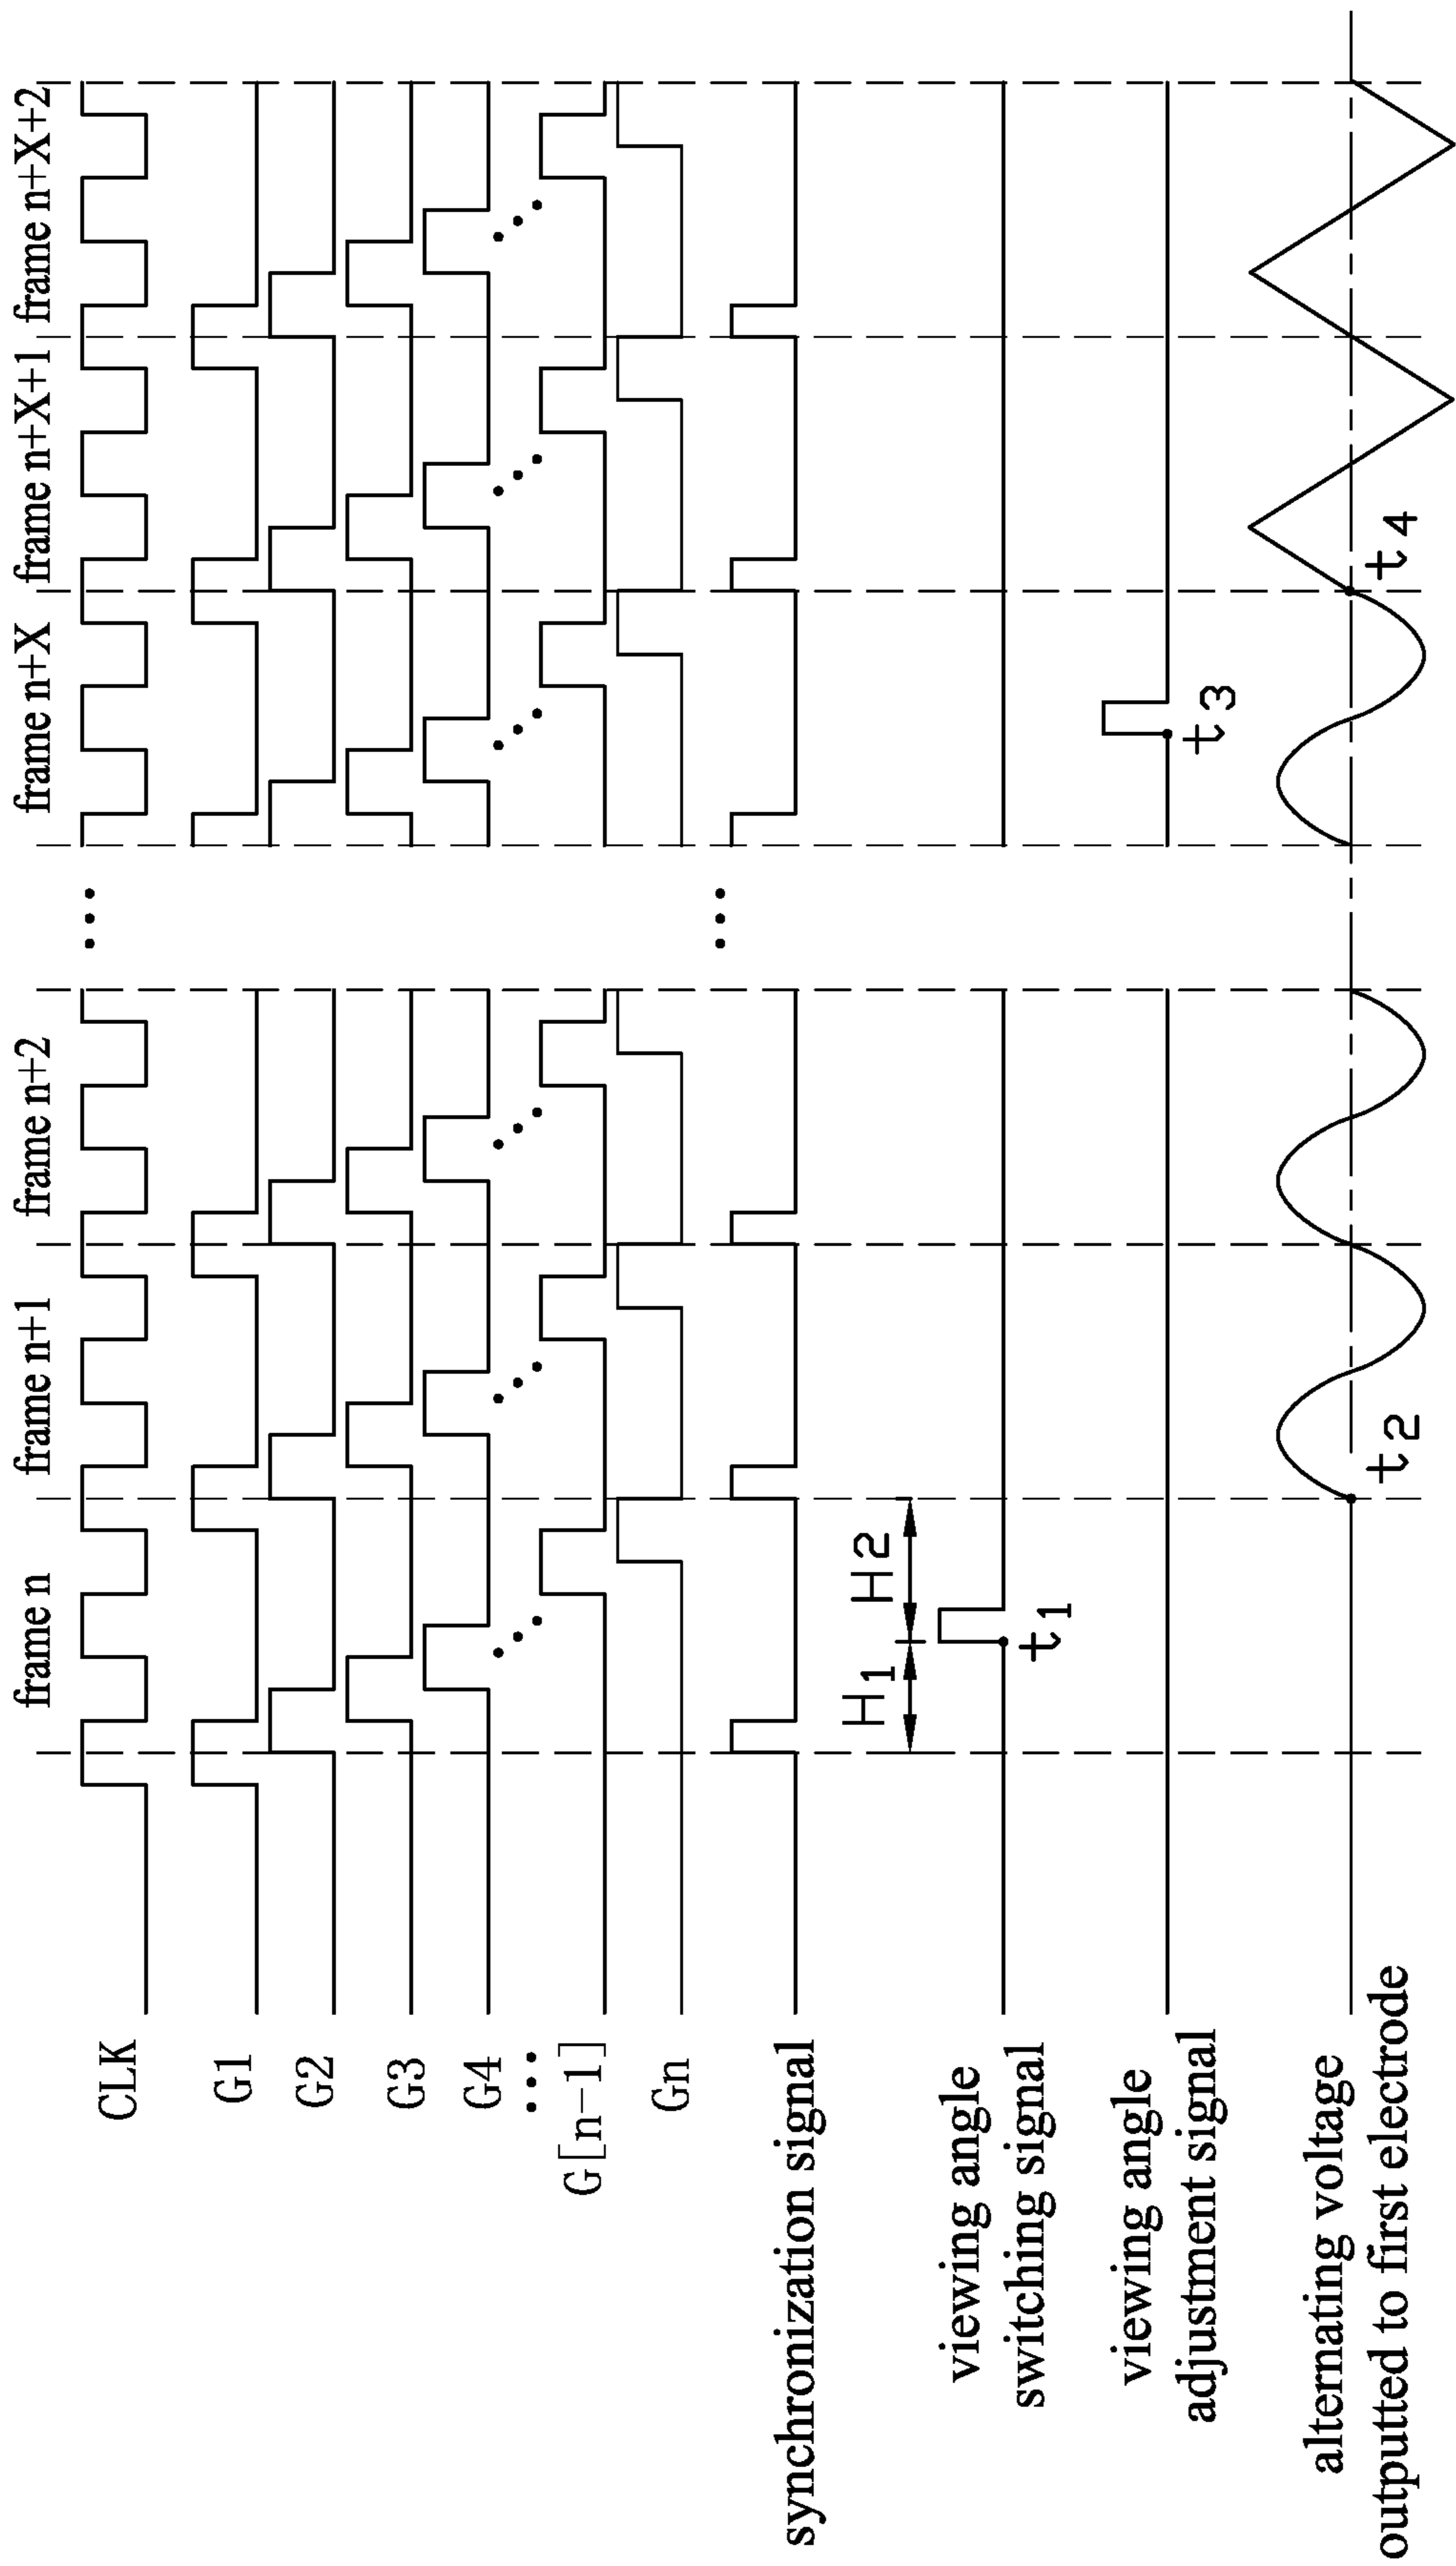 frame n
frame n+1
frame n+2
frame n+X
frame n+X+1
frame n+X+2
CLK
...
G1
G2
G3
G4
...
G[n-1]
Gn
synchronization signal
...
H1
H2
viewing angle
switching signal
t1
viewing angle
adjustment signal
t3
alternating voltage
outputted to first electrode
t2
t4